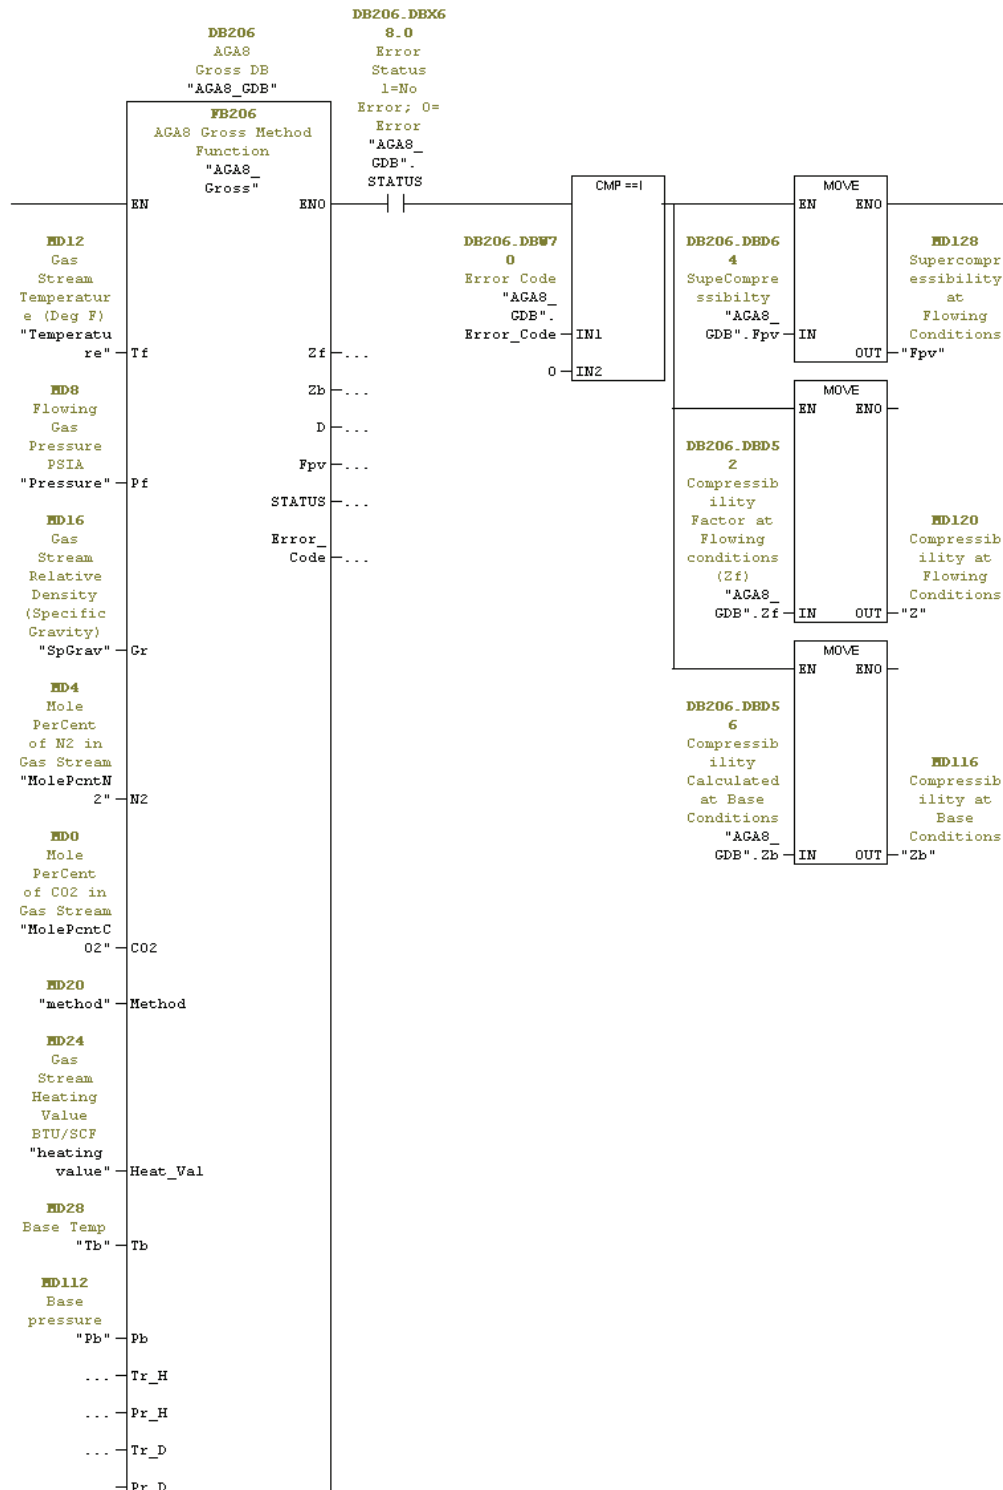 DB206
AGA8
Gross DB
"AGA8_GDB"
FB206
AGA8 Gross Method
Function
"AGA8_
Gross"
EN
ENO
MD12
Gas
Stream
Temperatur
e (Deg F)
"Temperatu
re"
Tf
MD8
Flowing
Gas
Pressure
PSIA
"Pressure"
Pf
MD16
Gas
Stream
Relative
Density
(Specific
Gravity)
"SpGrav"
Gr
MD4
Mole
PerCent
of N2 in
Gas Stream
"MolePcntN
2"
N2
MD0
Mole
PerCent
of CO2 in
Gas Stream
"MolePcntC
O2"
CO2
MD20
"method"
Method
MD24
Gas
Stream
Heating
Value
BTU/SCF
"heating
value"
Heat_Val
MD28
Base Temp
"Tb"
Tb
MD112
Base
pressure
"Pb"
Pb
...
Tr_H
...
Pr_H
...
Tr_D
Pr_D
Zf
...
Zb
...
D
...
Fpv
...
STATUS
...
Error_
Code
...
DB206.DBX6
8.0
Error
Status
1=No
Error; 0=
Error
"AGA8_
GDB".
STATUS
CMP ==I
DB206.DBW7
0
Error Code
"AGA8_
GDB".
Error_Code
IN1
0
IN2
MOVE
EN
ENO
DB206.DBD6
4
SupeCompre
ssibilty
"AGA8_
GDB".Fpv
IN
OUT
MD128
Supercompr
essibility
at
Flowing
Conditions
"Fpv"
MOVE
EN
ENO
DB206.DBD5
2
Compressib
ility
Factor at
Flowing
conditions
(Zf)
"AGA8_
GDB".Zf
IN
OUT
MD120
Compressib
ility at
Flowing
Conditions
"Z"
MOVE
EN
ENO
DB206.DBD5
6
Compressib
ility
Calculated
at Base
Conditions
"AGA8_
GDB".Zb
IN
OUT
MD116
Compressib
ility at
Base
Conditions
"Zb"